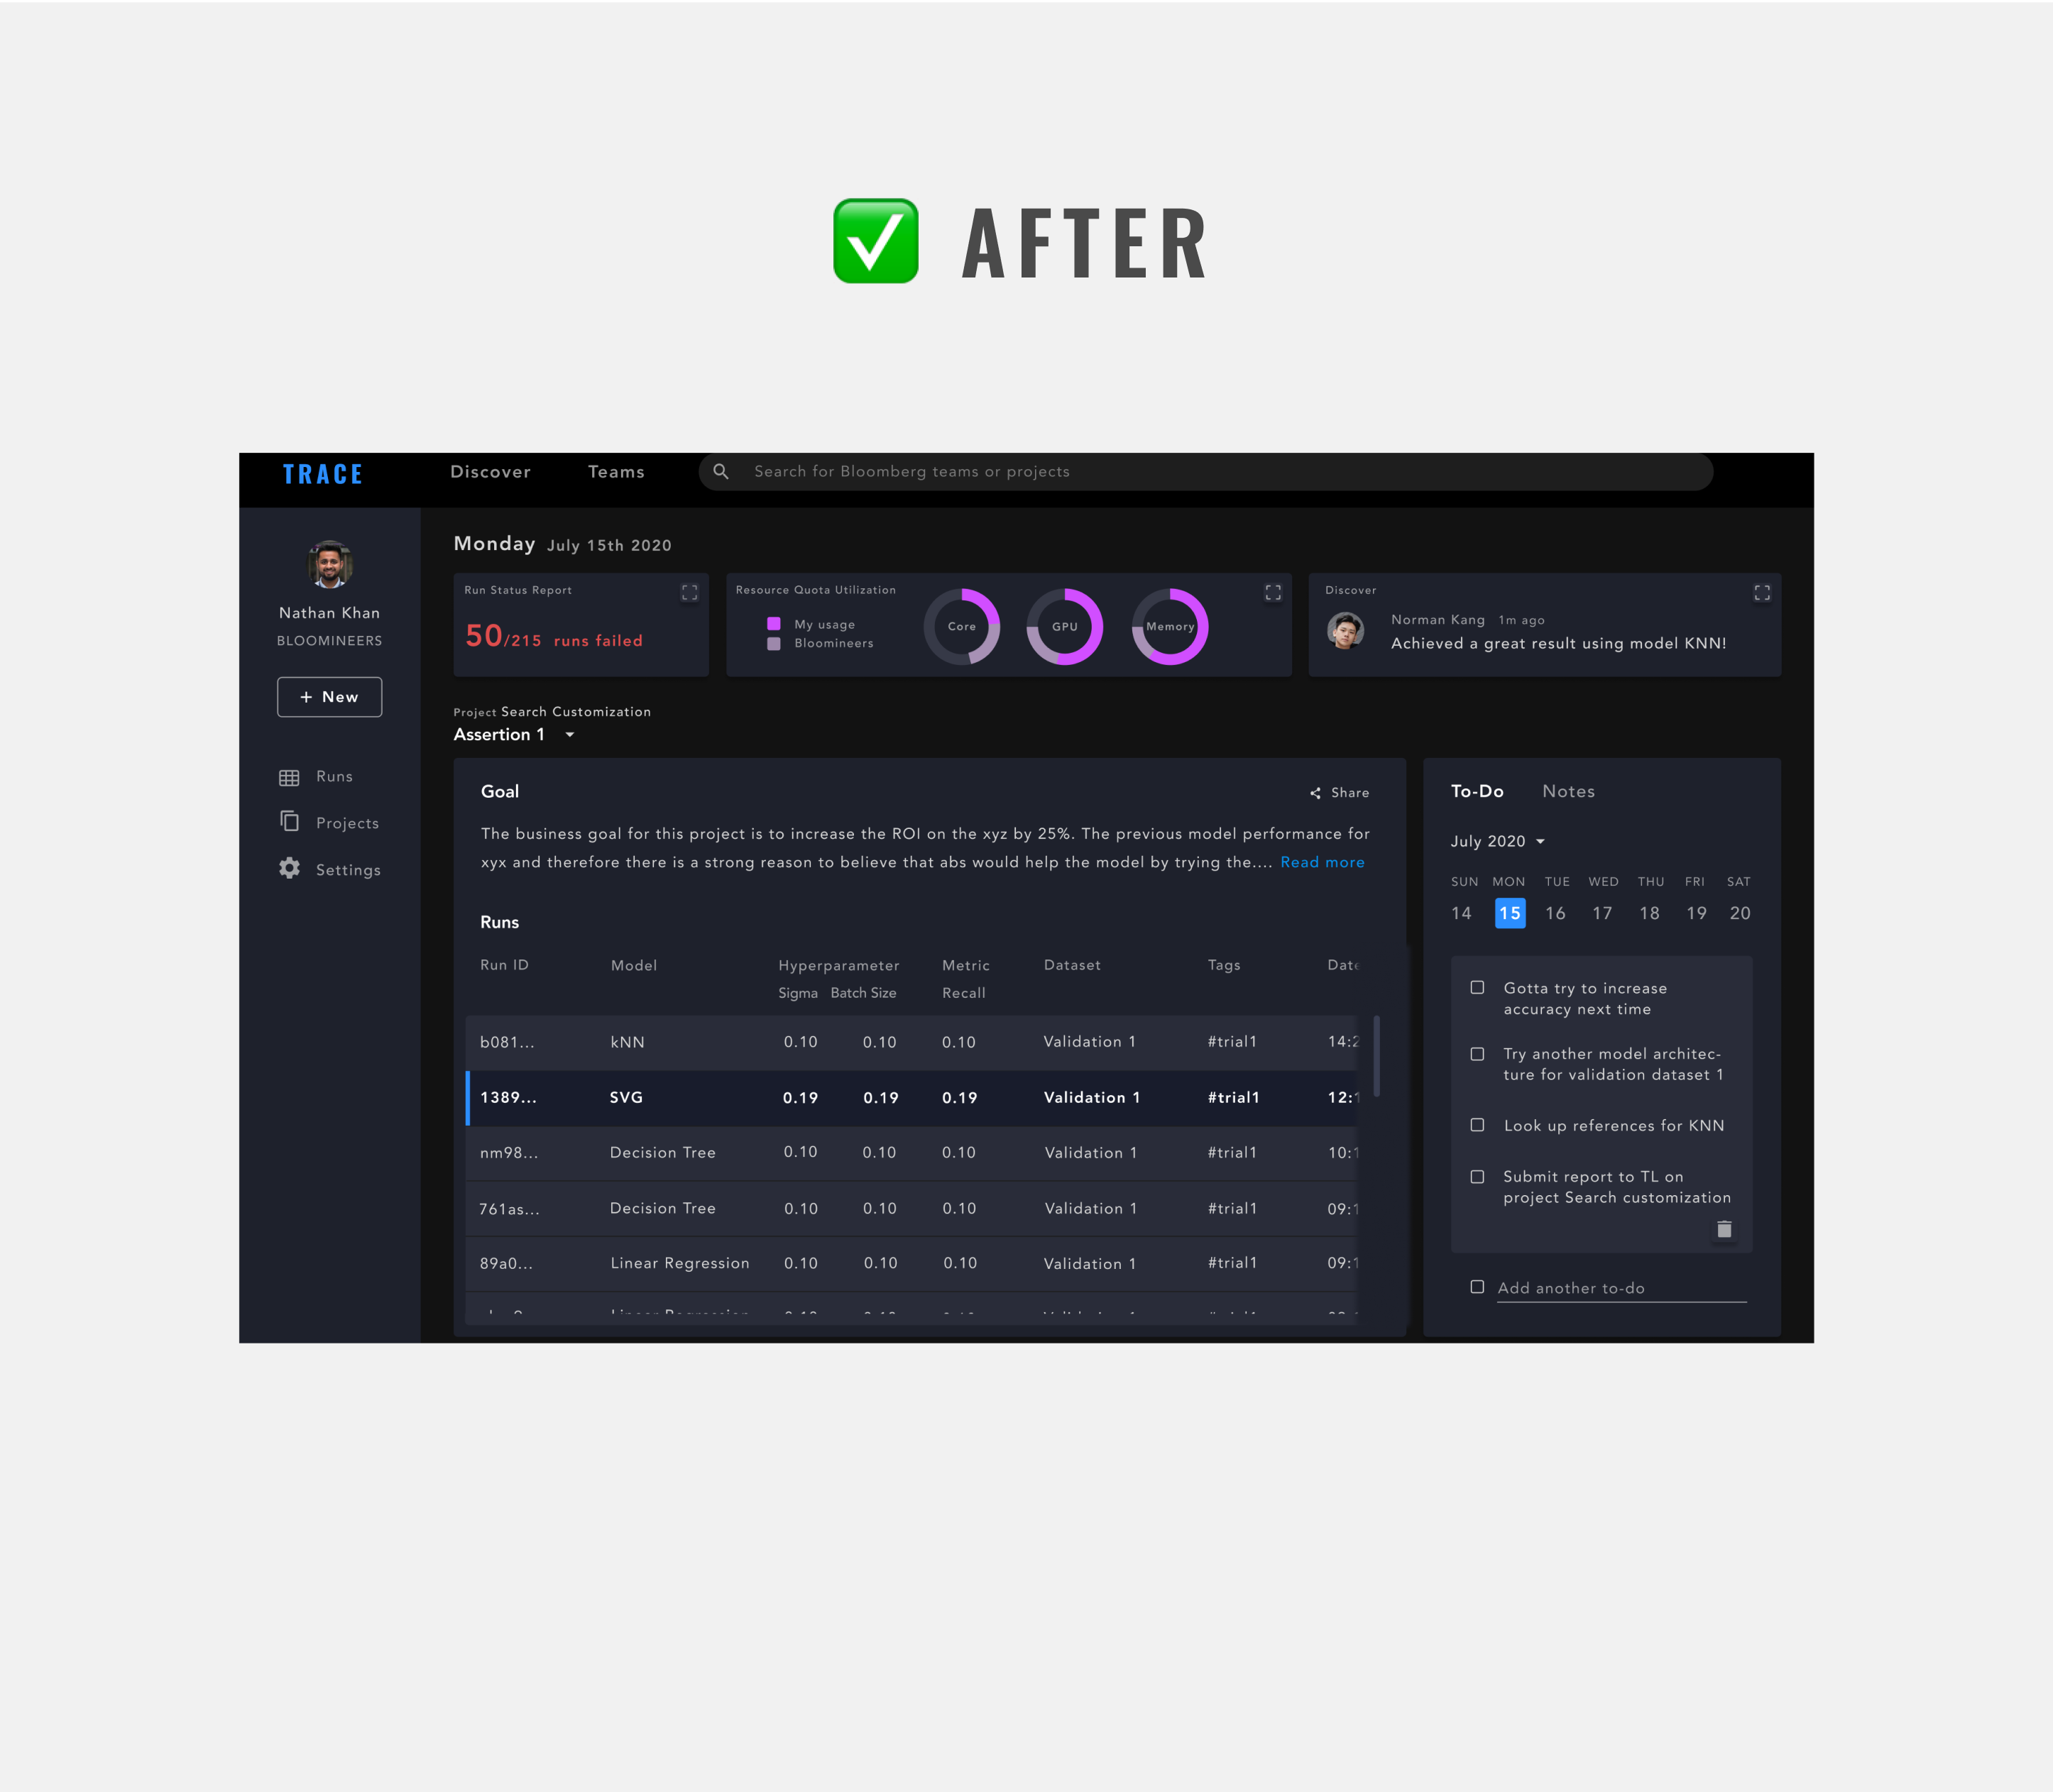 AFTER
TRACE
Discover
Teams
Search for Bloomberg teams or projects
Nathan Khan
BLOOMINEERS
+ New
Runs
Projects
Settings
Monday July 15th 2020
Run Status Report
50/215 runs failed
Resource Quota Utilization
My usage
Bloomineers
Core
GPU
Memory
Discover
Norman Kang 1m ago
Achieved a great result using model KNN!
Project Search Customization
Assertion 1
Goal
Share
The business goal for this project is to increase the ROI on the xyz by 25%. The previous model performance for
xyx and therefore there is a strong reason to believe that abs would help the model by trying the.... Read more
Runs
Run ID Model Hyperparameter Metric Dataset Tags Date
Sigma Batch Size Recall
b081... kNN 0.10 0.10 0.10 Validation 1 #trial1 14:2
1389... SVG 0.19 0.19 0.19 Validation 1 #trial1 12:1
nm98... Decision Tree 0.10 0.10 0.10 Validation 1 #trial1 10:1
761as... Decision Tree 0.10 0.10 0.10 Validation 1 #trial1 09:1
89a0... Linear Regression 0.10 0.10 0.10 Validation 1 #trial1 09:1
To-Do
Notes
July 2020
SUN MON TUE WED THU FRI SAT
14 15 16 17 18 19 20
Gotta try to increase
accuracy next time
Try another model architec-
ture for validation dataset 1
Look up references for KNN
Submit report to TL on
project Search customization
Add another to-do